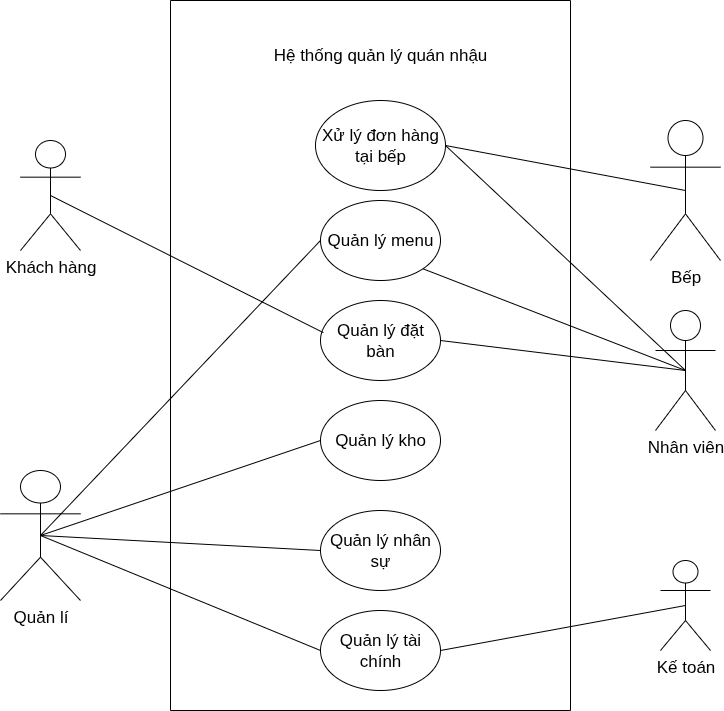 Hệ thống quản lý quán nhậu
Xử lý đơn hàng
tại bếp
Quản lý menu
Khách hàng
Bếp
Quản lý đặt
bàn
Quản lý kho
Nhân viên
Quản lý nhân
sự
Quản lí
Quản lý tài
chính
Kế toán